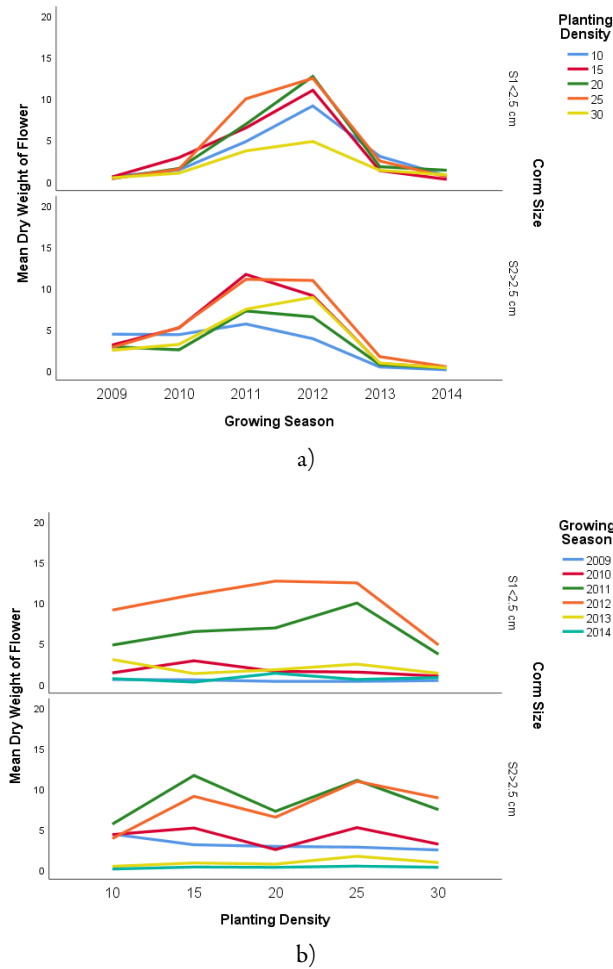 20
15
10
5
0
20
15
10
5
0
Mean Dry Weight of Flower
S1<2.5 cm
S2>2.5 cm
Corm Size
Planting
Density
10
15
20
25
30
2009 2010 2011 2012 2013 2014
Growing Season
a)
20
15
10
5
0
20
15
10
5
0
Mean Dry Weight of Flower
S1<2.5 cm
S2>2.5 cm
Corm Size
Growing
Season
2009
2010
2011
2012
2013
2014
10 15 20 25 30
Planting Density
b)